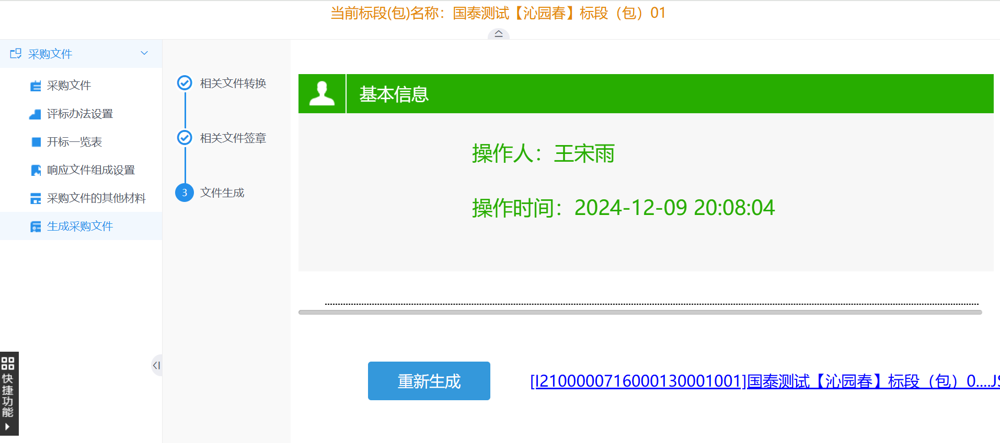 当前标段(包)名称：国泰测试【沁园春】标段（包）01
采购文件
采购文件
评标办法设置
开标一览表
响应文件组成设置
采购文件的其他材料
生成采购文件
快捷功能
相关文件转换
相关文件签章
3 文件生成
基本信息
操作人：王宋雨
操作时间：2024-12-09 20:08:04
重新生成
[I2100000716000130001001]国泰测试【沁园春】标段（包）0....JS